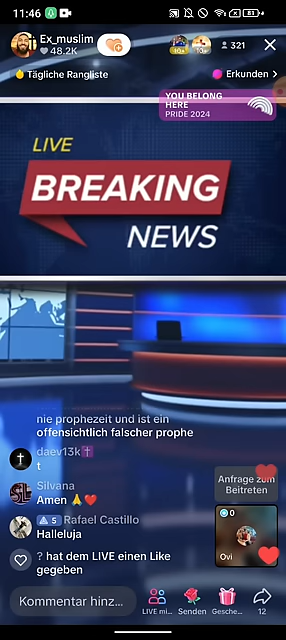 11:46
81
Ex_muslim
48.2K
321
Tägliche Rangliste
Erkunden >
YOU BELONG
HERE
PRIDE 2024
LIVE
BREAKING
NEWS
nie prophezeit und ist ein
offensichtlich falscher prophe
daev13k
t
Silvana
Amen 🙏❤️
5 Rafael Castillo
Halleluja
? hat dem LIVE einen Like
gegeben
Anfrage zum
Beitreten
0
Ovi
Kommentar hinz...
LIVE mi...
Senden
Gesche...
12